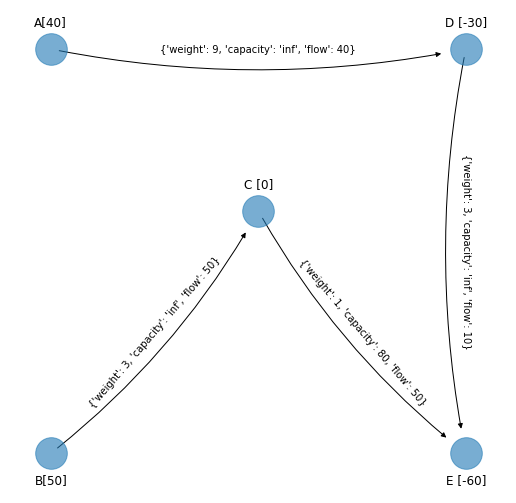 A[40]
D [-30]
{'weight': 9, 'capacity': 'inf', 'flow': 40}
{'weight': 3, 'capacity': 'inf', 'flow': 10}
C [0]
{'weight': 3, 'capacity': 'inf', 'flow': 50}
{'weight': 1, 'capacity': 80, 'flow': 50}
B[50]
E [-60]